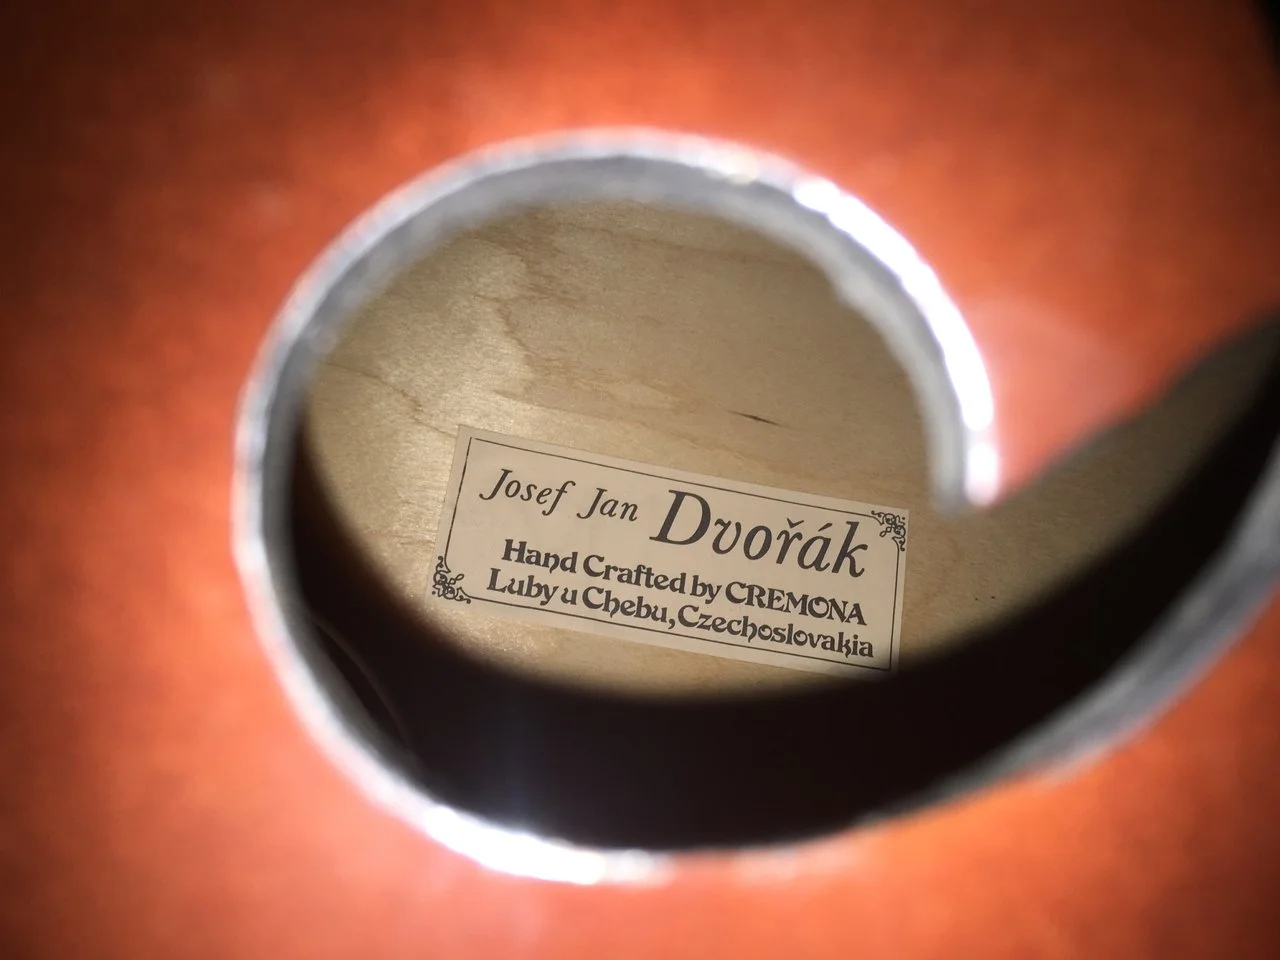 Josef Jan Dvořák
Hand Crafted by CREMONA
Luby u Chebu, Czechoslovakia